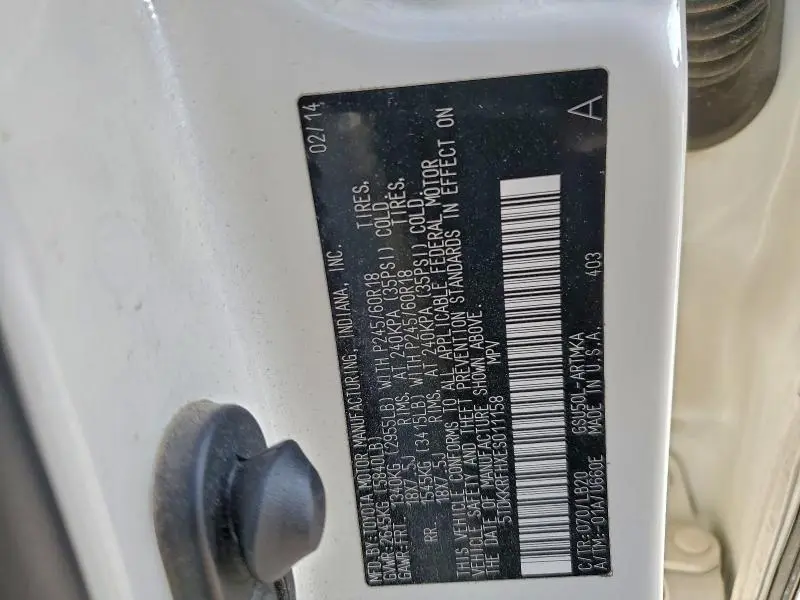 MFD.BY:TOYOTA MOTOR MANUFACTURING, INDIANA, INC. 02/14
GVWR:2645KG (5840LB)
GAWR:FRT. 1340KG (2955LB) WITH P245/60R18 TIRES,
18X7.5J RIMS, AT 240KPA (35PSI) COLD
RR 1555KG (3415LB) WITH P245/60R18 TIRES,
18X7.5J RIMS, AT 240KPA (35PSI) COLD.
THIS VEHICLE CONFORMS TO ALL APPLICABLE FEDERAL MOTOR
VEHICLE SAFETY AND THEFT PREVENTION STANDARDS IN EFFECT ON
THE DATE OF MANUFACTURE SHOWN ABOVE.
5TDKKRFHXES011158 MPV
C/TR:070/LB20 GSU50L-ARTMKA
A/TM:-01A/U660E MADE IN U.S.A. 403 A